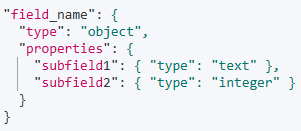 "field_name": {
  "type": "object",
  "properties": {
    "subfield1": { "type": "text" },
    "subfield2": { "type": "integer" }
  }
}